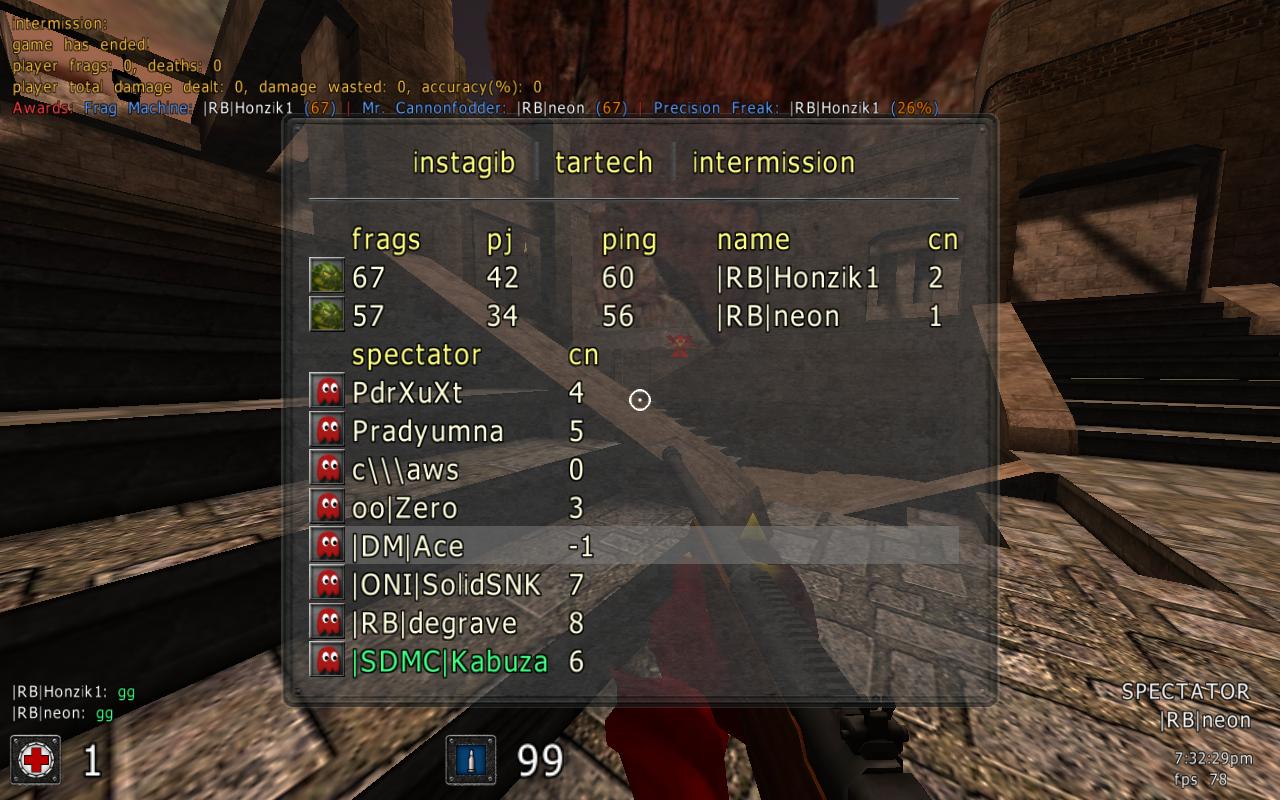 intermission:
game has ended!
player frags: 0, deaths: 0
player total damage dealt: 0, damage wasted: 0, accuracy(%): 0
Awards: Frag Machine: |RB|Honzik1 (67) | Mr. Cannonfodder: |RB|neon (67) | Precision Freak: |RB|Honzik1 (26%)
instagib | tartech | intermission
frags pj ping name cn
67 42 60 |RB|Honzik1 2
57 34 56 |RB|neon 1
spectator cn
PdrXuXt 4
Pradyumna 5
c\\\aws 0
oo|Zero 3
|DM|Ace -1
|ONI|SolidSNK 7
|RB|degrave 8
|SDMC|Kabuza 6
|RB|Honzik1: gg
|RB|neon: gg
1
99
SPECTATOR
|RB|neon
7:32:29pm
fps 78